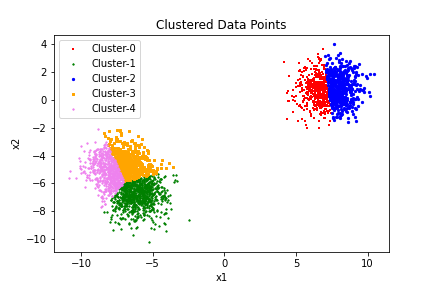 Clustered Data Points
4
2
0
−2
−4
−6
−8
−10
x2
Cluster-0
Cluster-1
Cluster-2
Cluster-3
Cluster-4
−10 −5 0 5 10
x1